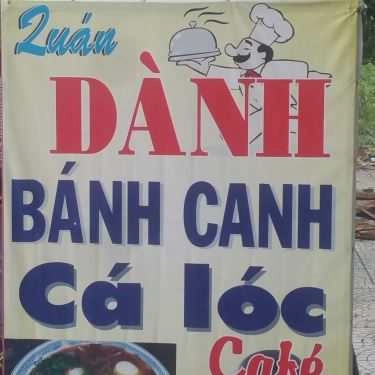 Quán
DÀNH
BÁNH CANH
Cá lóc
Café